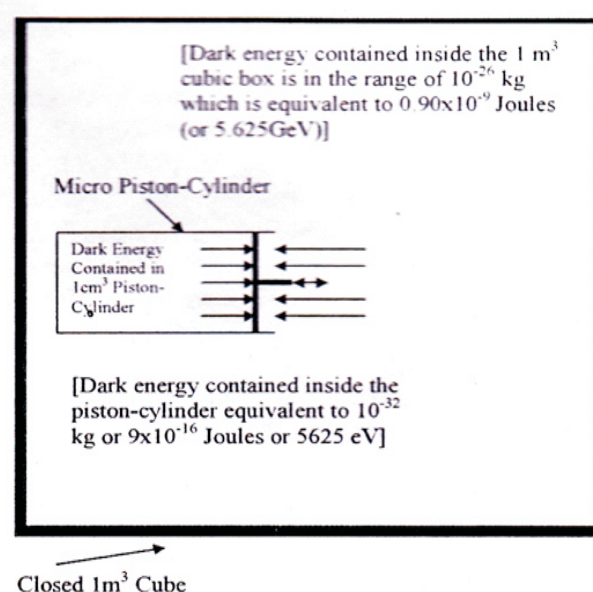 [Dark energy contained inside the 1 m³
cubic box is in the range of 10⁻²⁶ kg
which is equivalent to 0.90x10⁻⁹ Joules
(or 5.625GeV)]
Micro Piston-Cylinder
Dark Energy
Contained in
1cm³ Piston-
Cylinder
[Dark energy contained inside the
piston-cylinder equivalent to 10⁻³²
kg or 9x10⁻¹⁶ Joules or 5625 eV]
Closed 1m³ Cube